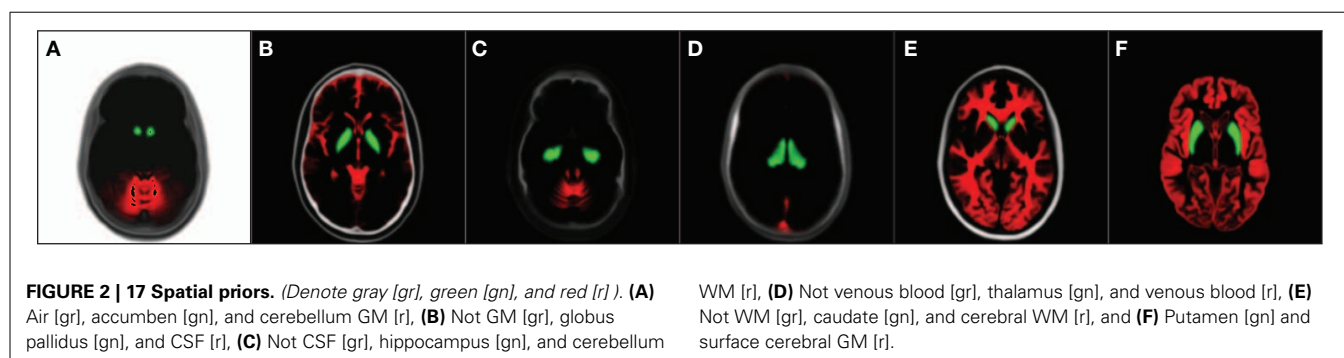 A
B
C
D
E
F
FIGURE 2 | 17 Spatial priors. (Denote gray [gr], green [gn], and red [r] ). (A)
Air [gr], accumben [gn], and cerebellum GM [r], (B) Not GM [gr], globus
pallidus [gn], and CSF [r], (C) Not CSF [gr], hippocampus [gn], and cerebellum
WM [r], (D) Not venous blood [gr], thalamus [gn], and venous blood [r], (E)
Not WM [gr], caudate [gn], and cerebral WM [r], and (F) Putamen [gn] and
surface cerebral GM [r].